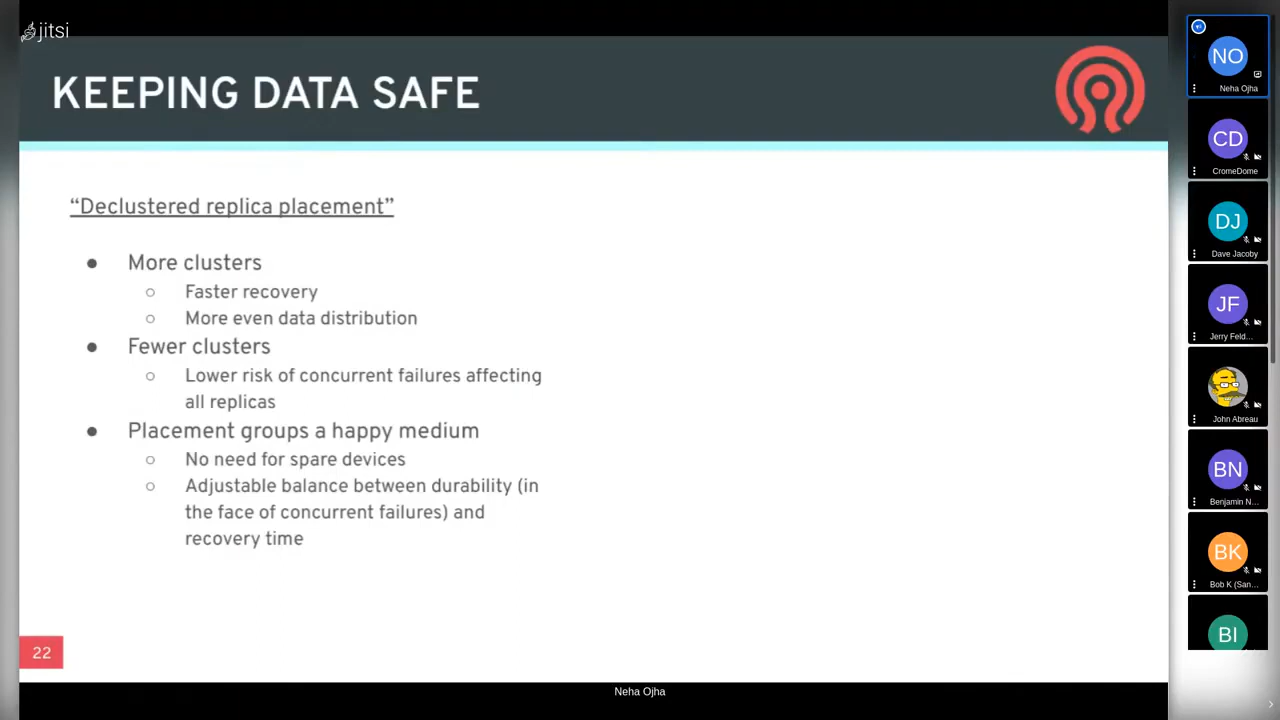 jitsi
KEEPING DATA SAFE
“Declustered replica placement”
● More clusters
○ Faster recovery
○ More even data distribution
● Fewer clusters
○ Lower risk of concurrent failures affecting
all replicas
● Placement groups a happy medium
○ No need for spare devices
○ Adjustable balance between durability (in
the face of concurrent failures) and
recovery time
22
Neha Ojha
NO
Neha Ojha
CD
CromeDome
DJ
Dave Jacoby
JF
Jerry Feld...
John Abreau
BN
Benjamin N...
BK
Bob K (San...
BI